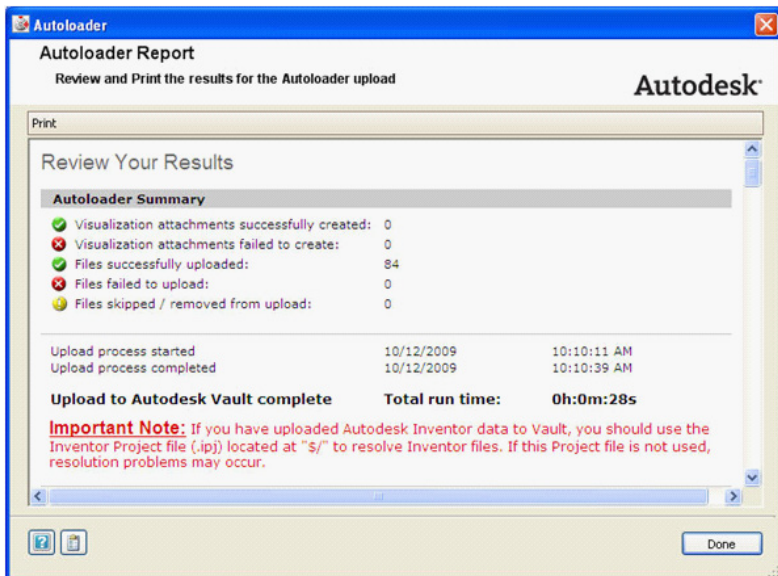 Autoloader
Autoloader Report
Review and Print the results for the Autoloader upload
Autodesk
Print
Review Your Results
Autoloader Summary
Visualization attachments successfully created: 0
Visualization attachments failed to create: 0
Files successfully uploaded: 84
Files failed to upload: 0
Files skipped / removed from upload: 0
Upload process started 10/12/2009 10:10:11 AM
Upload process completed 10/12/2009 10:10:39 AM
Upload to Autodesk Vault complete Total run time: 0h:0m:28s
Important Note: If you have uploaded Autodesk Inventor data to Vault, you should use the
Inventor Project file (.ipj) located at "$/" to resolve Inventor files. If this Project file is not used,
resolution problems may occur.
Done